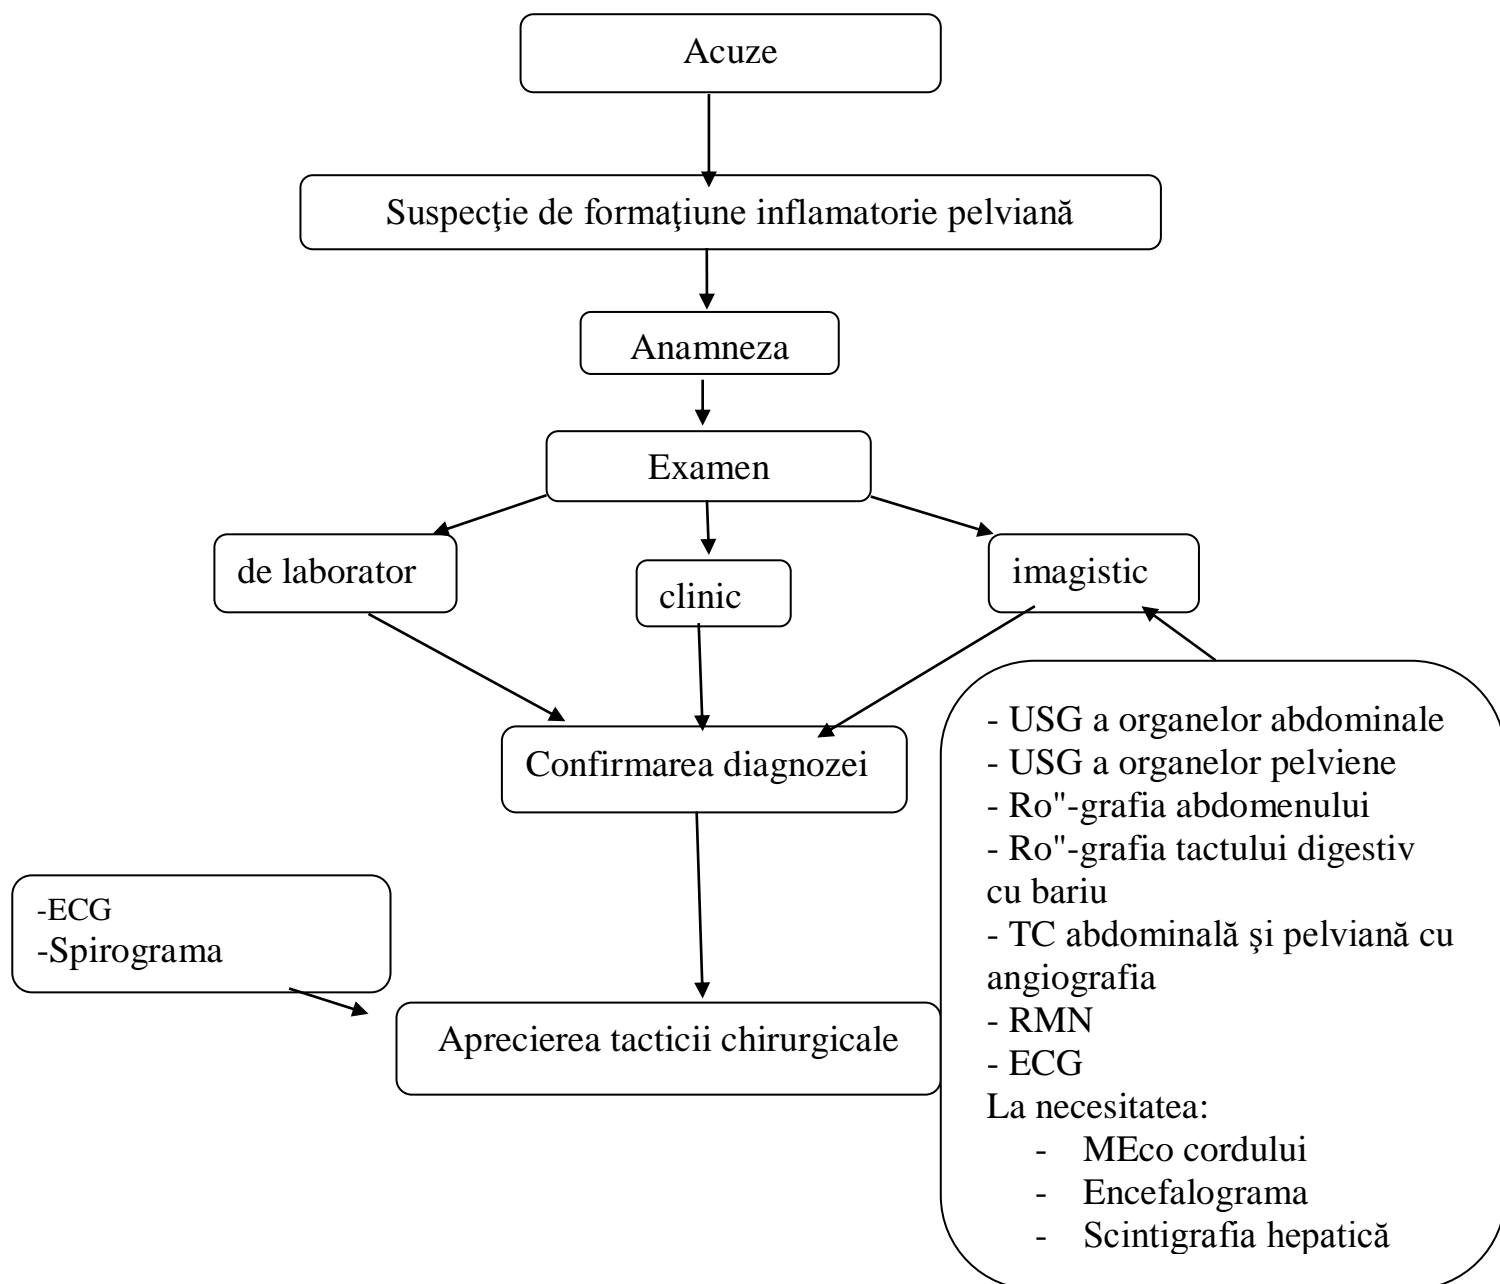 Acuze
Suspecţie de formaţiune inflamatorie pelviană
Anamneza
Examen
de laborator
clinic
imagistic
Confirmarea diagnozei
-ECG
-Spirograma
Aprecierea tacticii chirurgicale
- USG a organelor abdominale
- USG a organelor pelviene
- Ro"-grafia abdomenului
- Ro"-grafia tactului digestiv
cu bariu
- TC abdominală şi pelviană cu
angiografia
- RMN
- ECG
La necesitatea:
- MEco cordului
- Encefalograma
- Scintigrafia hepatică